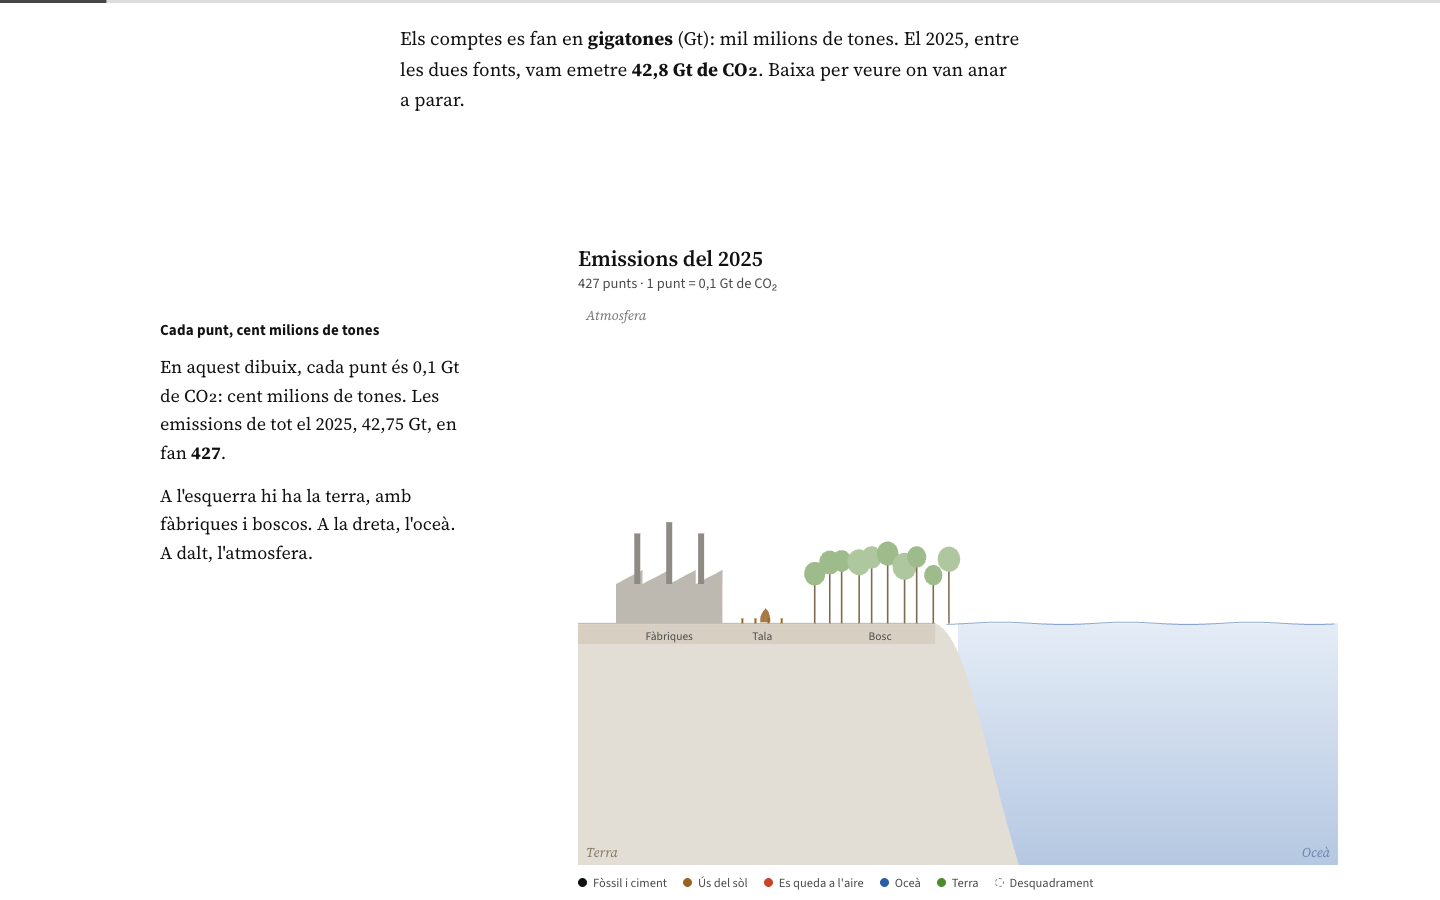 Els comptes es fan en gigatones (Gt): mil milions de tones. El 2025, entre
les dues fonts, vam emetre 42,8 Gt de CO₂. Baixa per veure on van anar
a parar.
Cada punt, cent milions de tones
En aquest dibuix, cada punt és 0,1 Gt
de CO₂: cent milions de tones. Les
emissions de tot el 2025, 42,75 Gt, en
fan 427.
A l'esquerra hi ha la terra, amb
fàbriques i boscos. A la dreta, l'oceà.
A dalt, l'atmosfera.
Emissions del 2025
427 punts · 1 punt = 0,1 Gt de CO₂
Atmosfera
Fàbriques Tala Bosc
Terra Oceà
Fòssil i ciment Ús del sòl Es queda a l'aire Oceà Terra Desquadrament